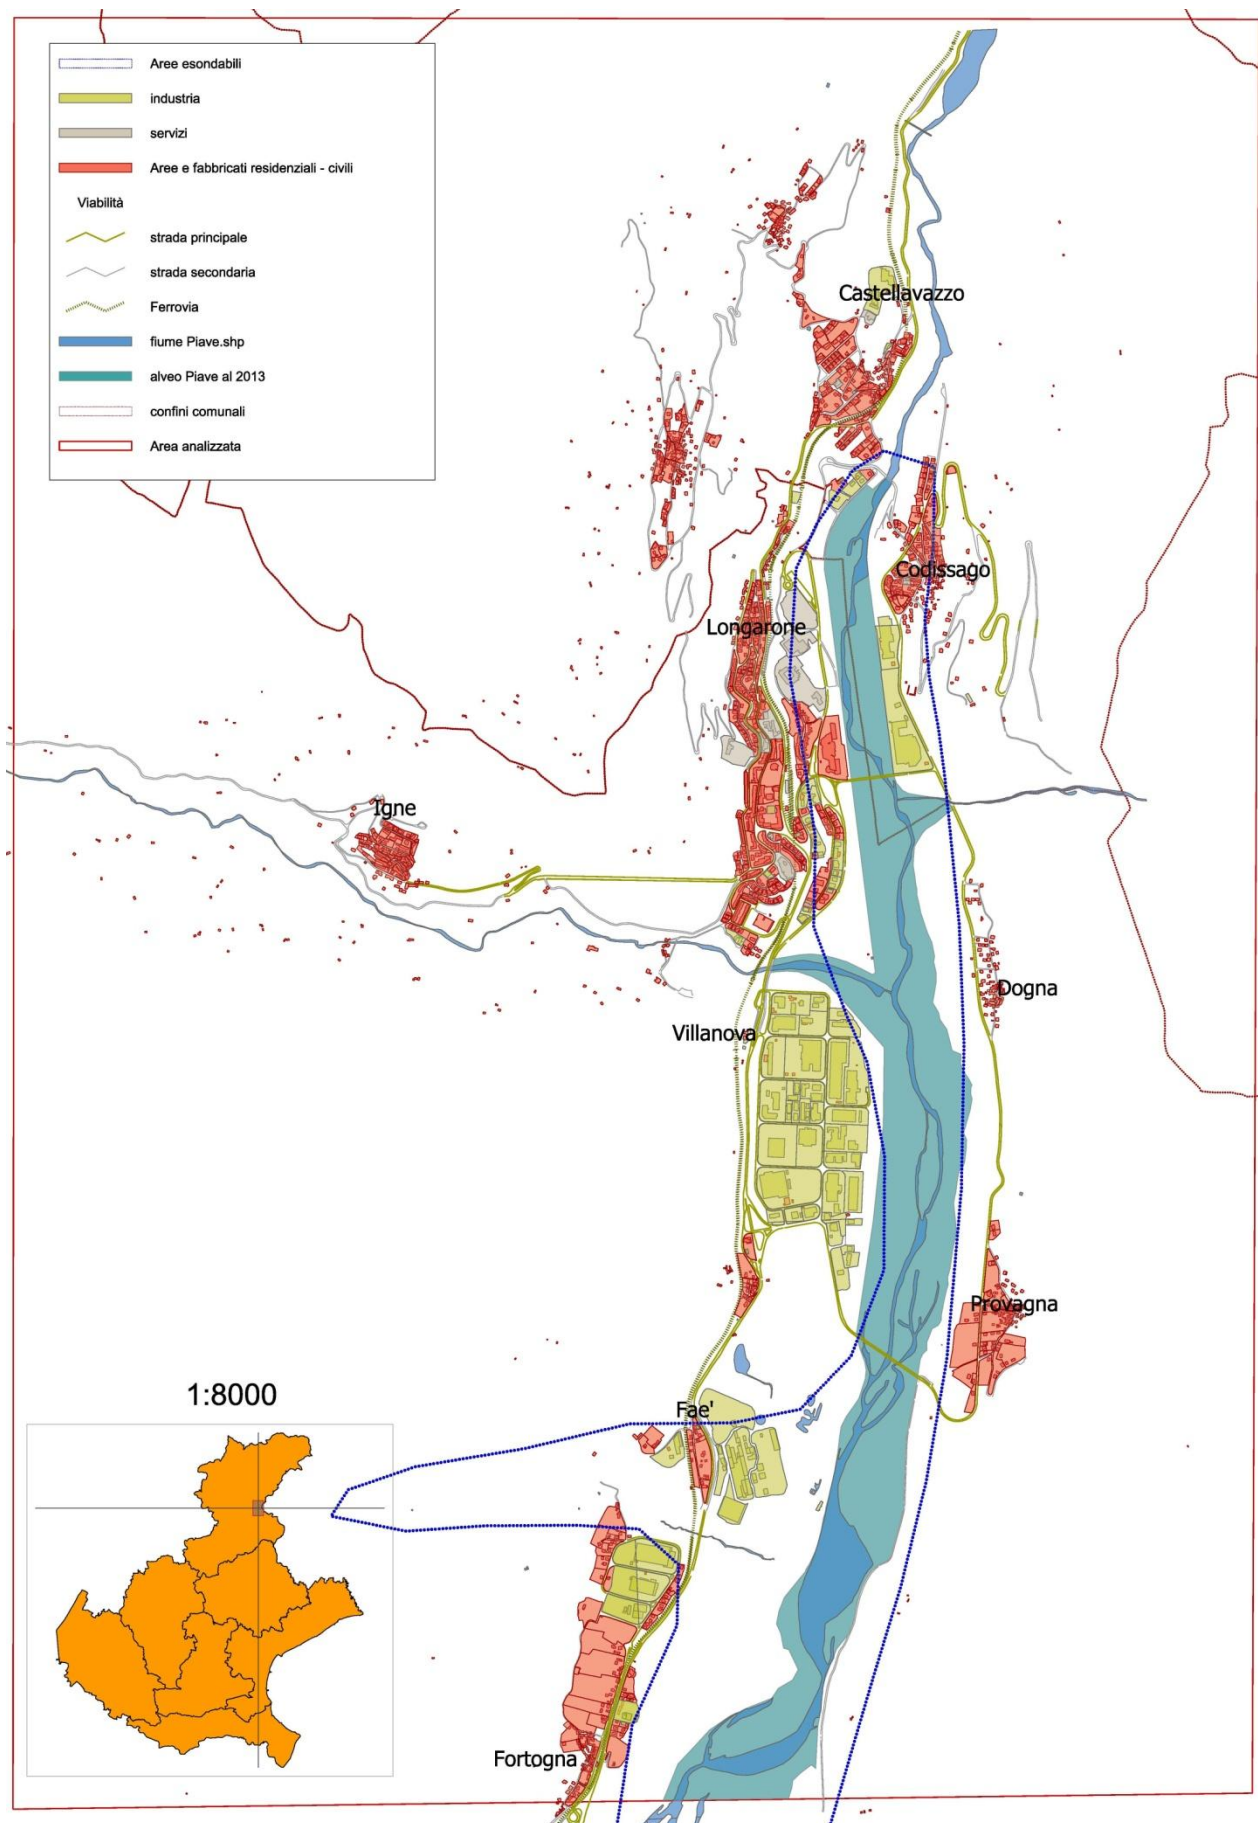 Aree esondabili
industria
servizi
Aree e fabbricati residenziali - civili
Viabilità
strada principale
strada secondaria
Ferrovia
fiume Piave.shp
alveo Piave al 2013
confini comunali
Area analizzata
Castellavazzo
Codissago
Longarone
Igne
Dogna
Villanova
Provagna
1:8000
Fae'
Fortogna